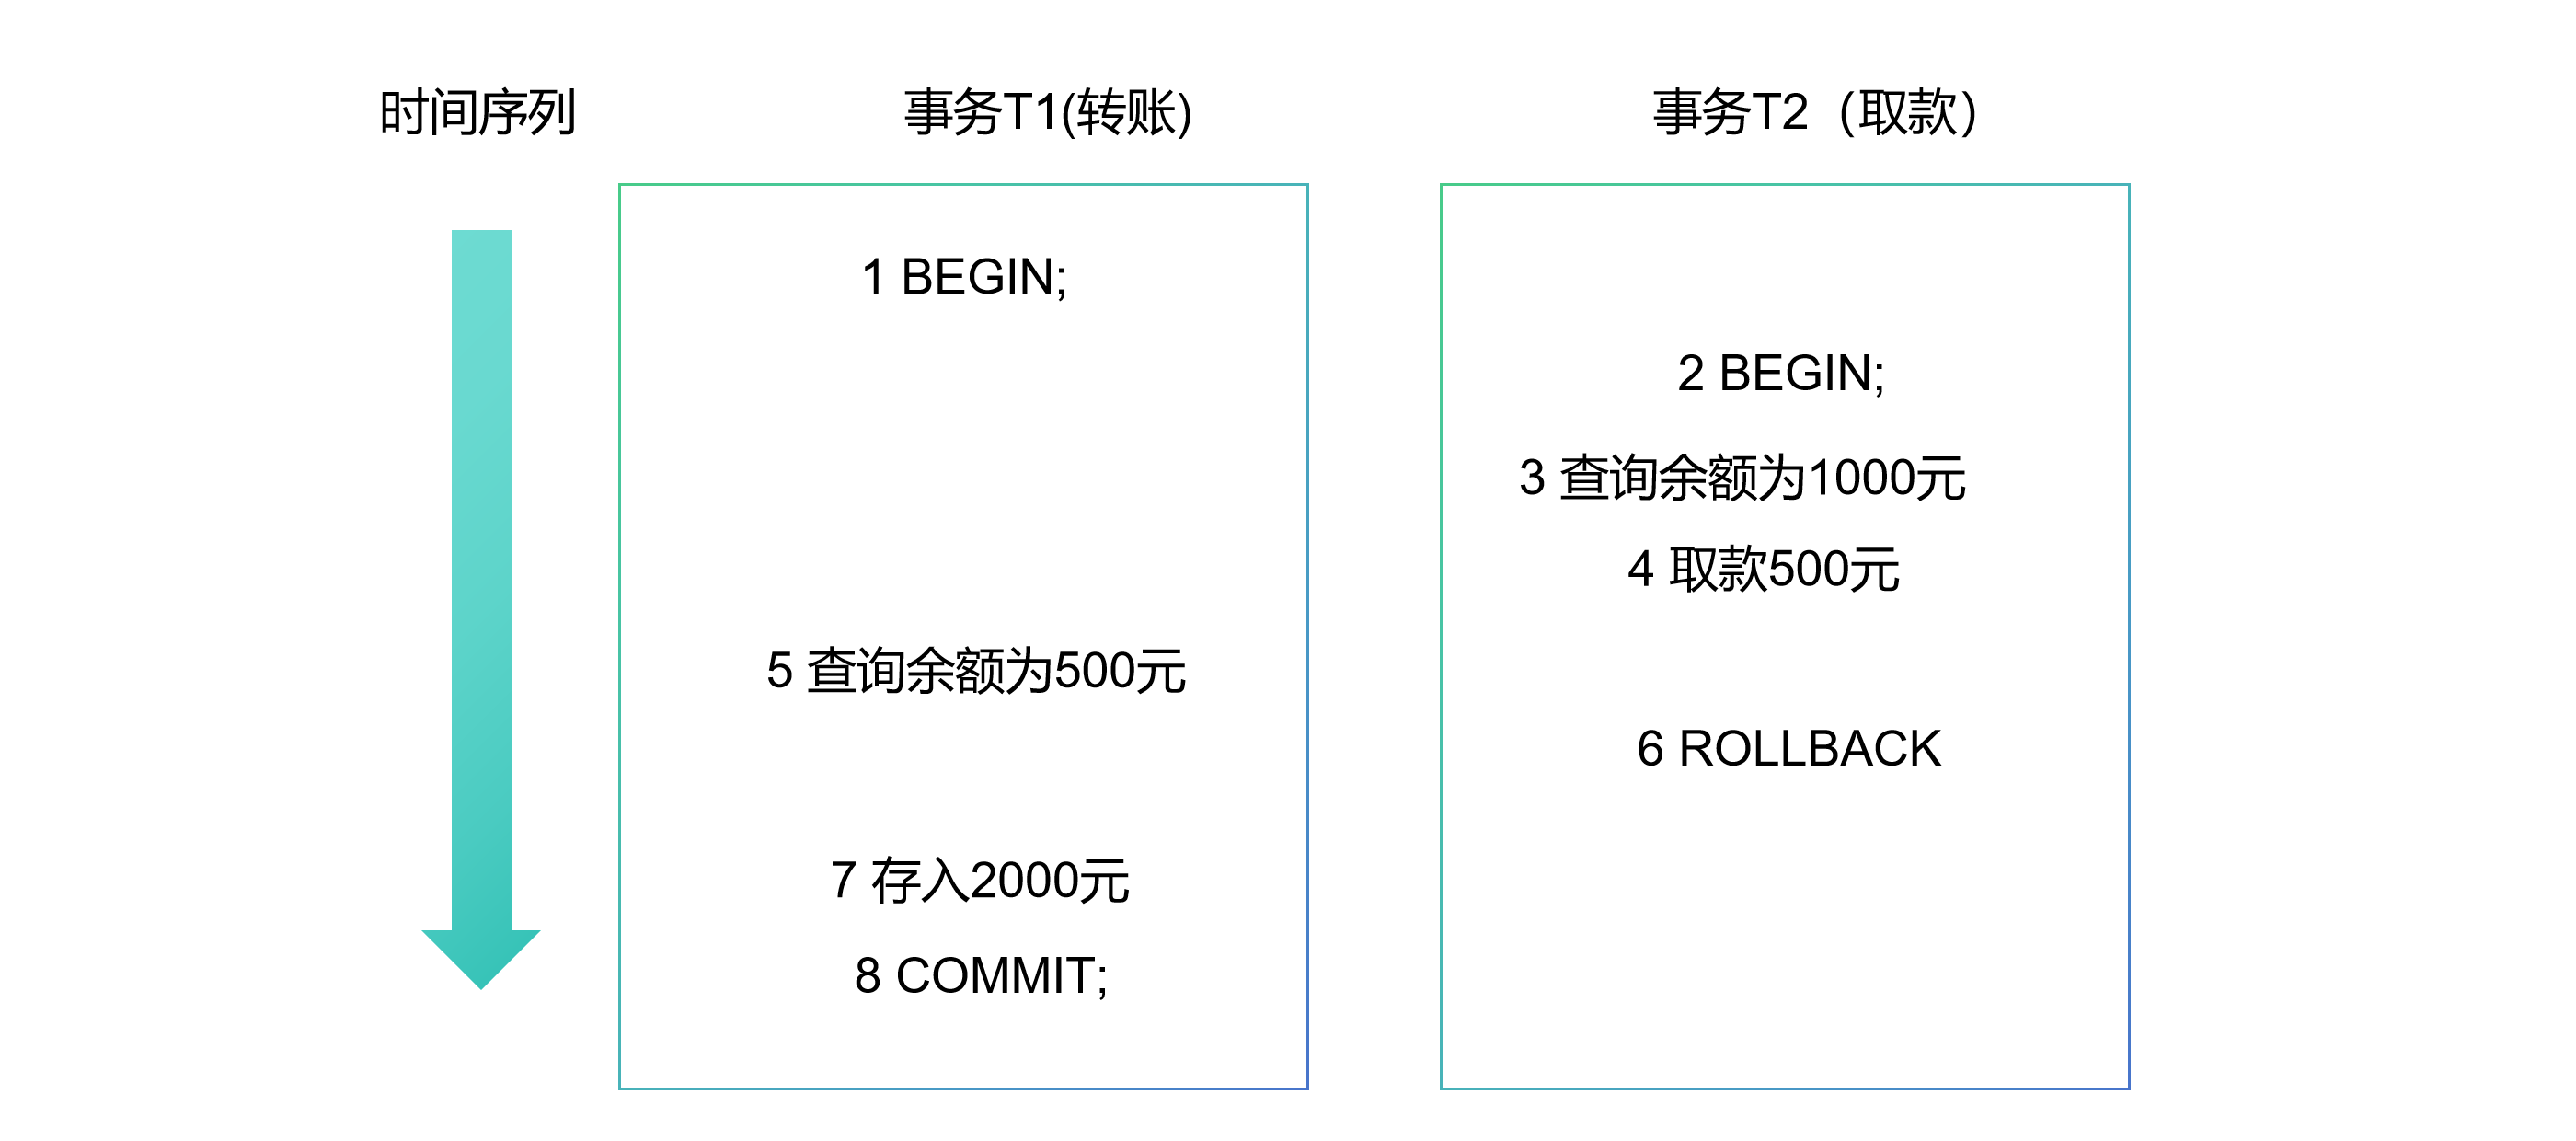 时间序列
事务T1(转账)
事务T2（取款）
1 BEGIN;
2 BEGIN;
3 查询余额为1000元
4 取款500元
5 查询余额为500元
6 ROLLBACK
7 存入2000元
8 COMMIT;